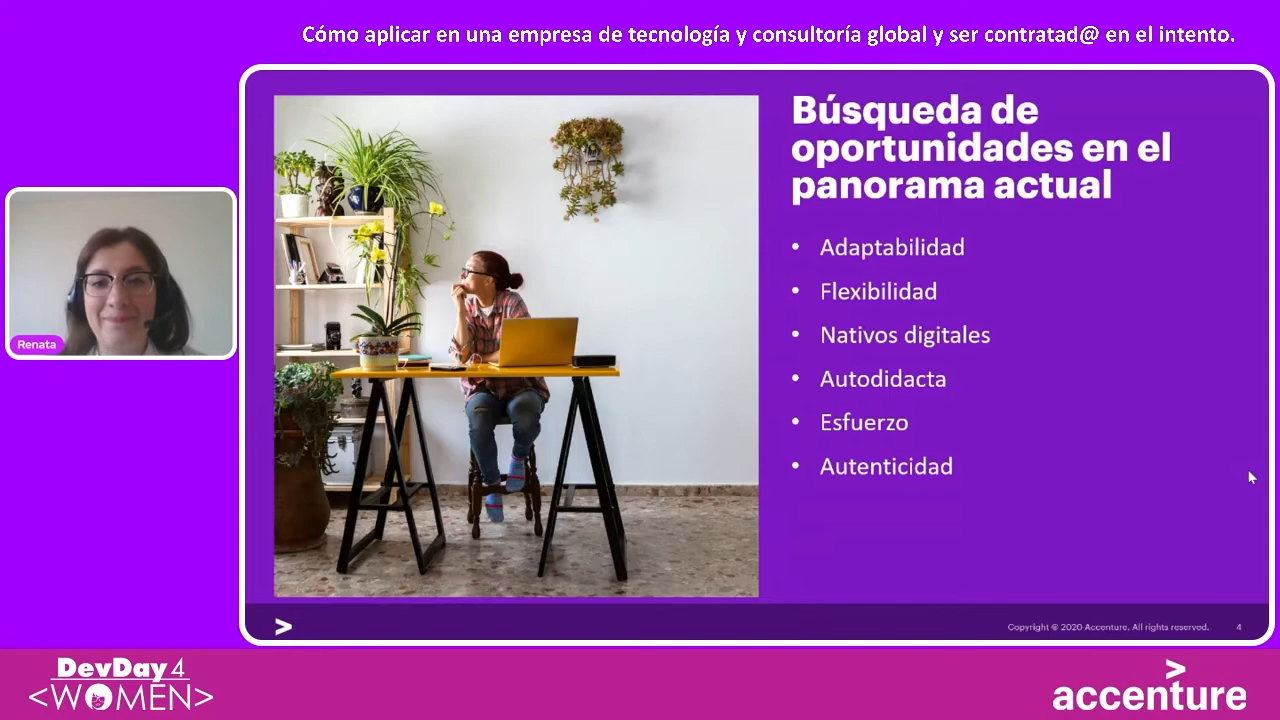 Cómo aplicar en una empresa de tecnología y consultoría global y ser contratad@ en el intento.
Búsqueda de
oportunidades en el
panorama actual
• Adaptabilidad
• Flexibilidad
• Nativos digitales
• Autodidacta
• Esfuerzo
• Autenticidad
Renata
> Copyright © 2020 Accenture. All rights reserved. 4
DevDay4
<WOMEN>
>
accenture